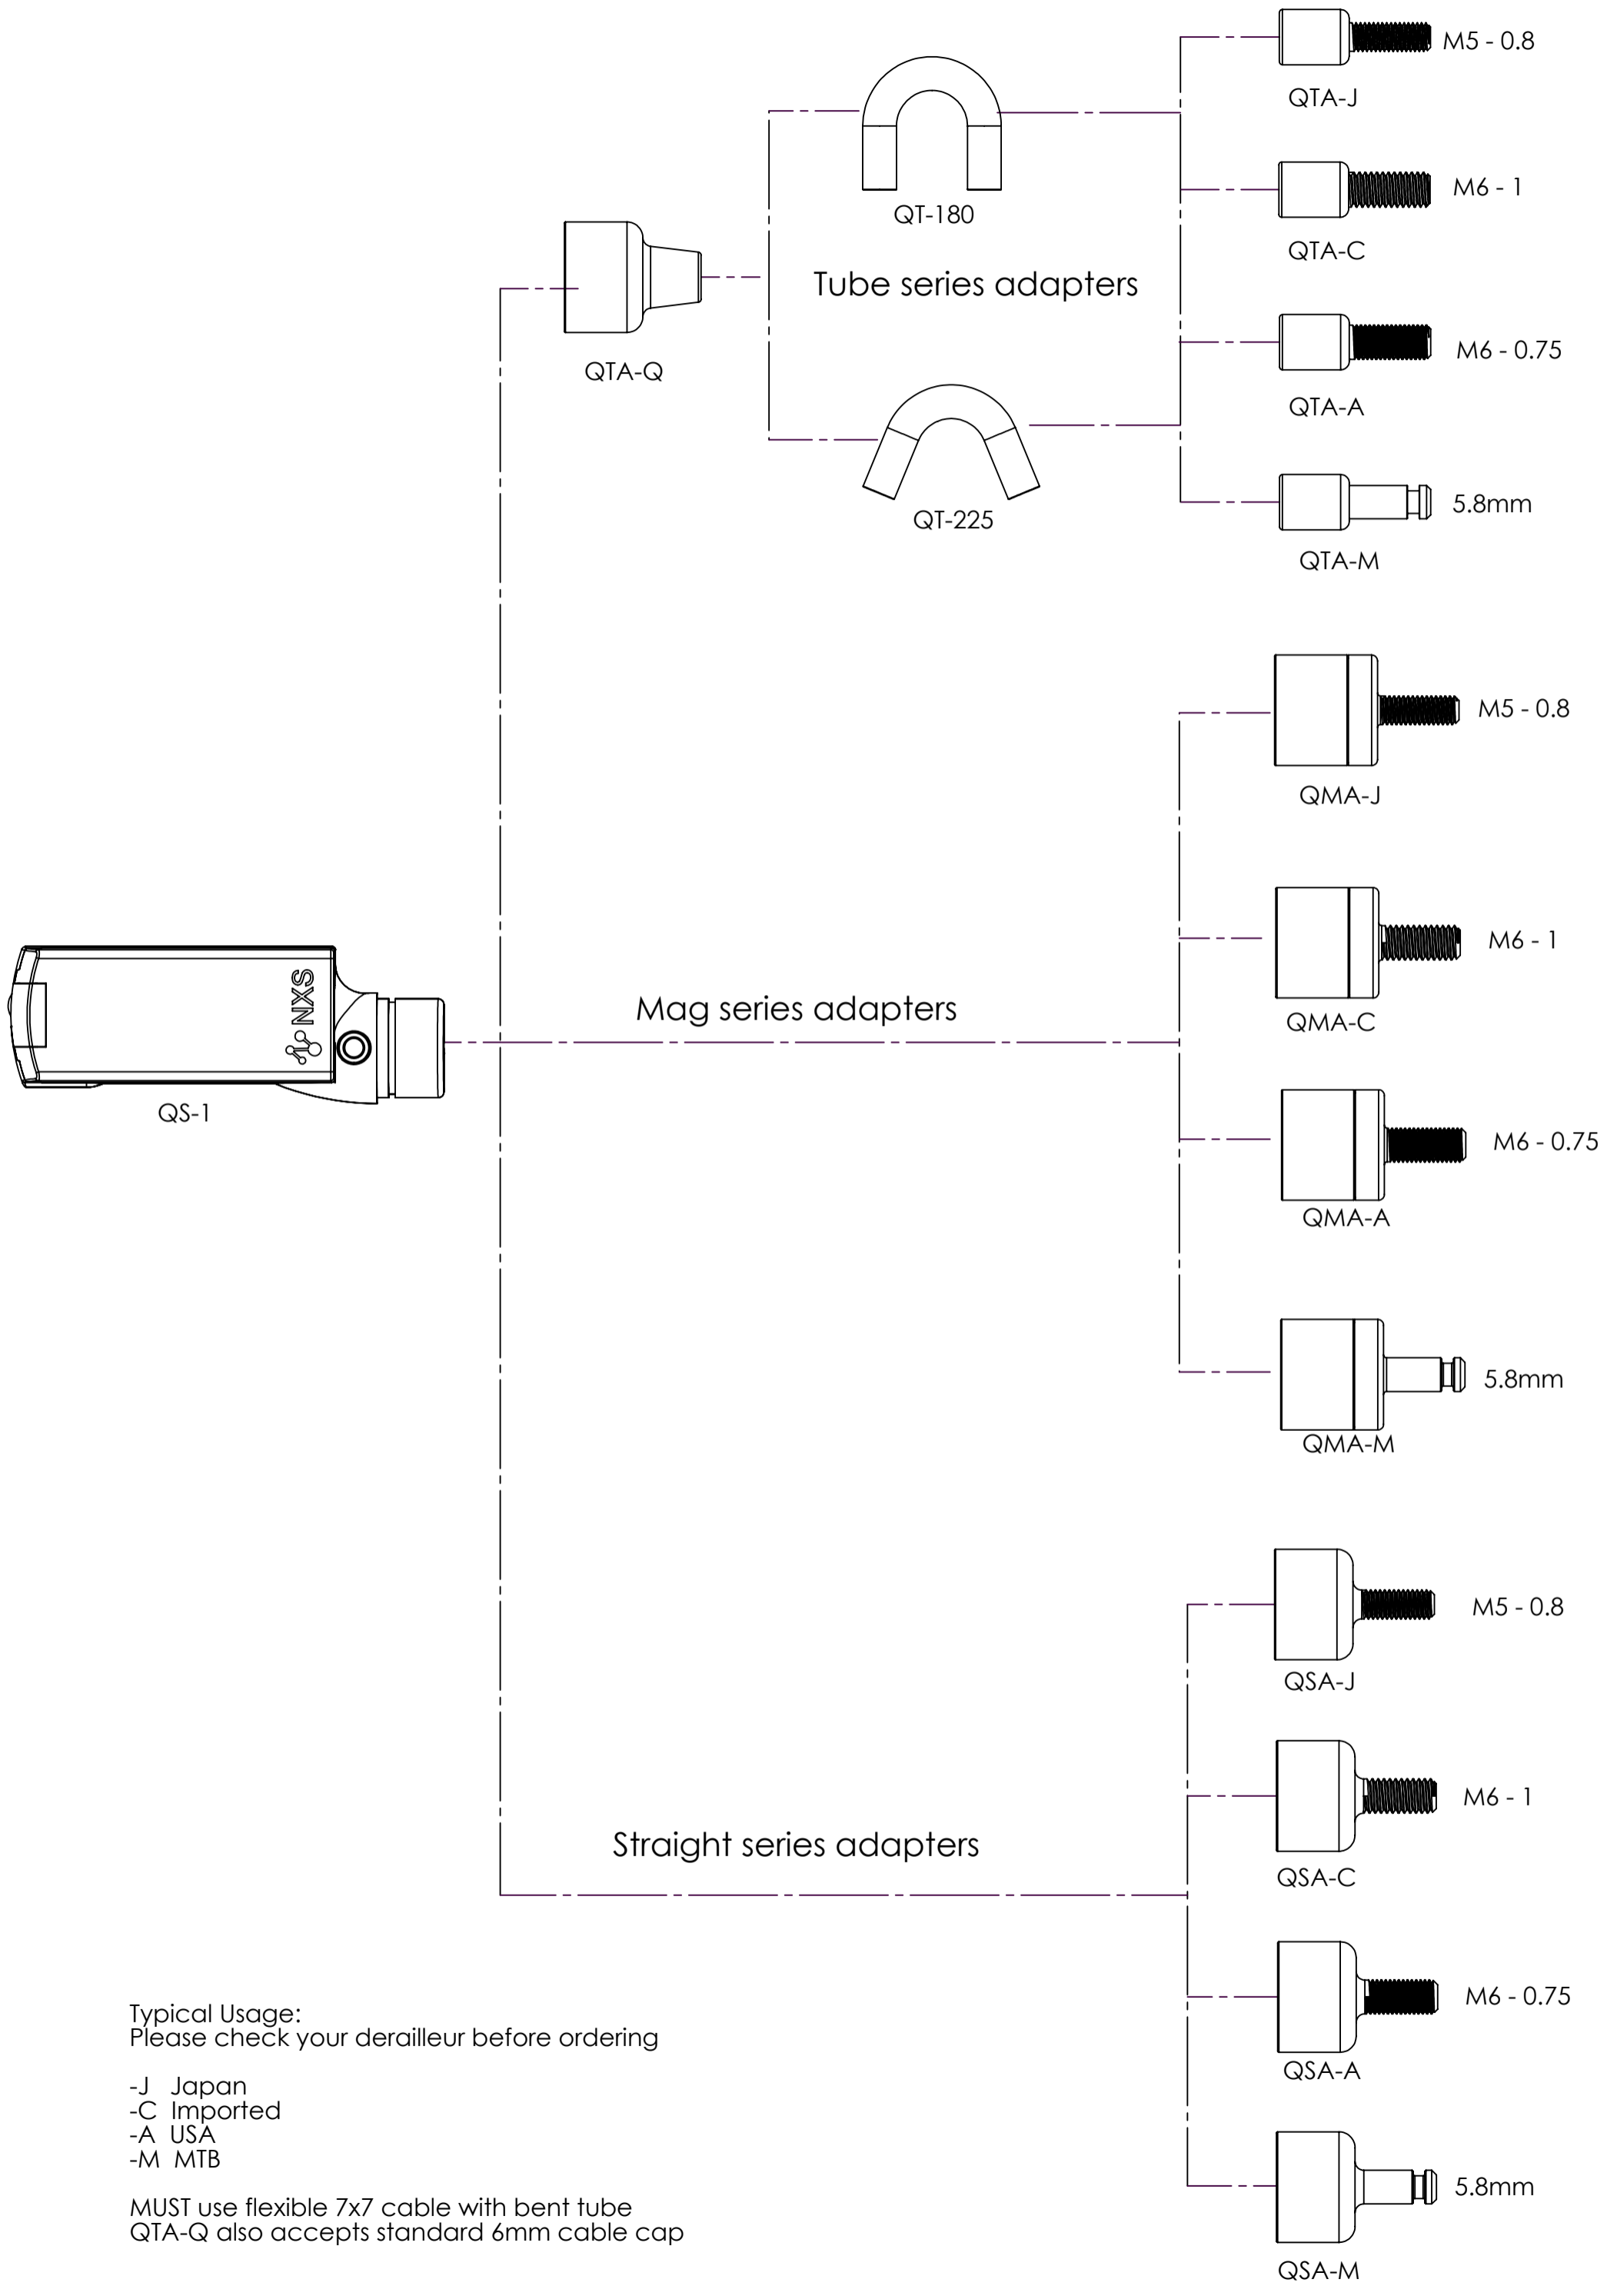 M5 - 0.8
QTA-J
QT-180
M6 - 1
QTA-C
Tube series adapters
QTA-Q
M6 - 0.75
QTA-A
QT-225
5.8mm
QTA-M
M5 - 0.8
QMA-J
M6 - 1
QMA-C
Mag series adapters
NXS
QS-1
M6 - 0.75
QMA-A
5.8mm
QMA-M
M5 - 0.8
QSA-J
M6 - 1
QSA-C
Straight series adapters
M6 - 0.75
QSA-A
5.8mm
QSA-M
Typical Usage:
Please check your derailleur before ordering
-J Japan
-C Imported
-A USA
-M MTB
MUST use flexible 7x7 cable with bent tube
QTA-Q also accepts standard 6mm cable cap